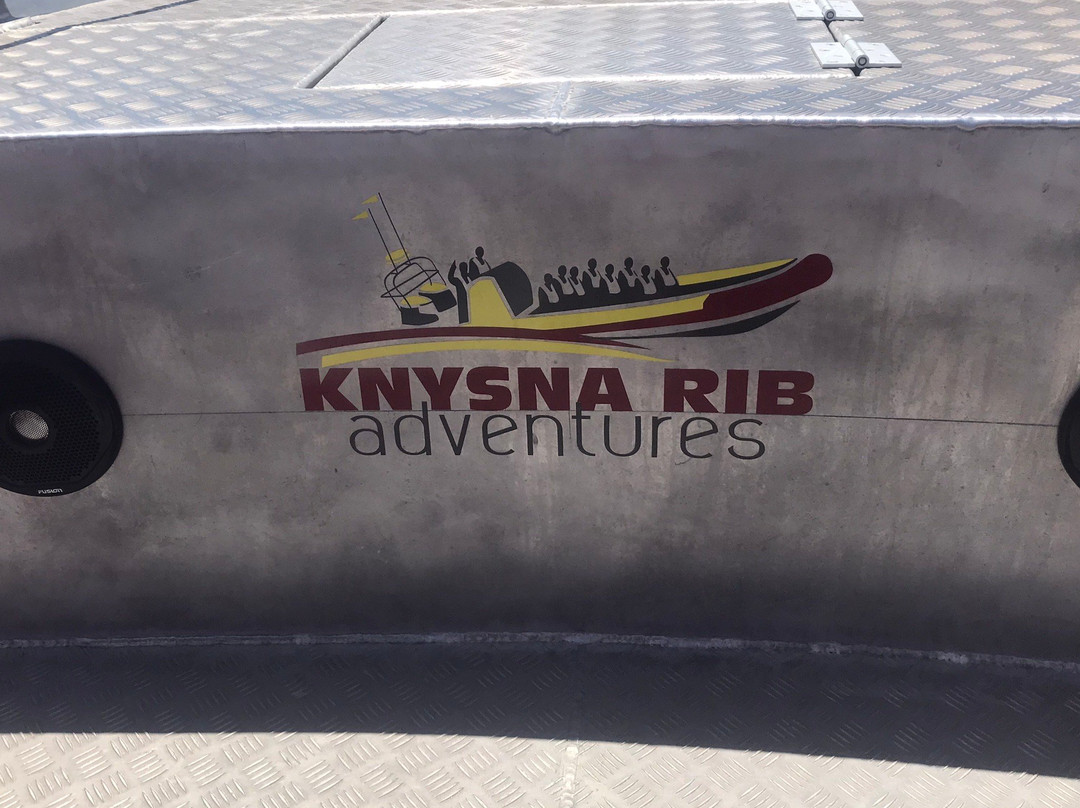 KNYSNA RIB
adventures
FUSION